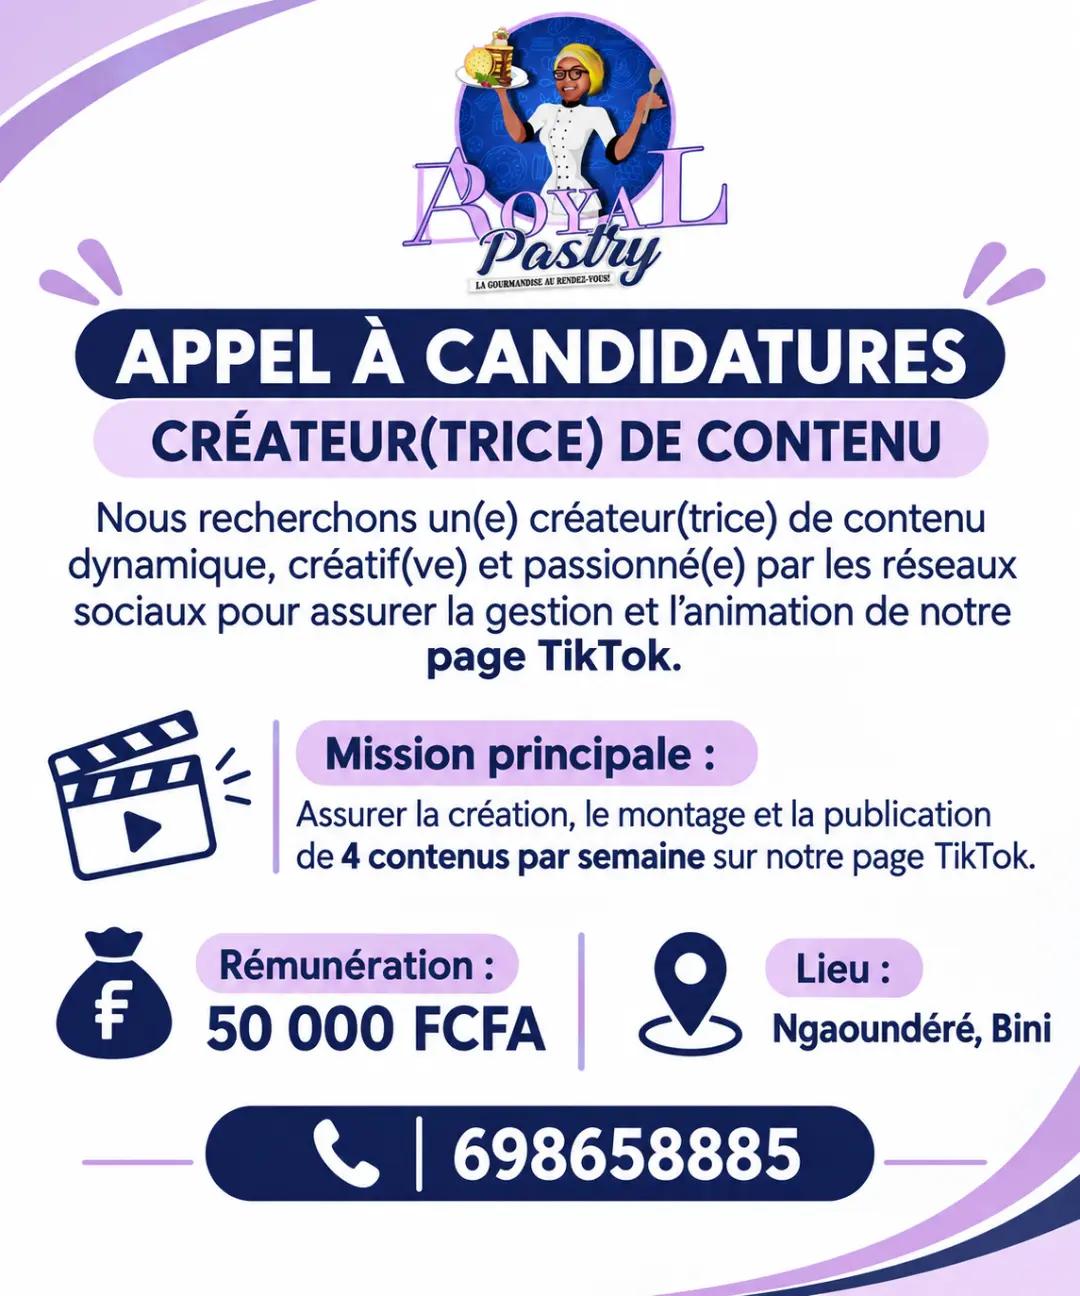 A ROYAL
Pastry
LA GOURMANDISE AU RENDEZ-VOUS!
APPEL À CANDIDATURES
CRÉATEUR(TRICE) DE CONTENU
Nous recherchons un(e) créateur(trice) de contenu
dynamique, créatif(ve) et passionné(e) par les réseaux
sociaux pour assurer la gestion et l'animation de notre
page TikTok.
Mission principale :
Assurer la création, le montage et la publication
de 4 contenus par semaine sur notre page TikTok.
Rémunération :
50 000 FCFA
Lieu :
Ngaoundéré, Bini
698658885